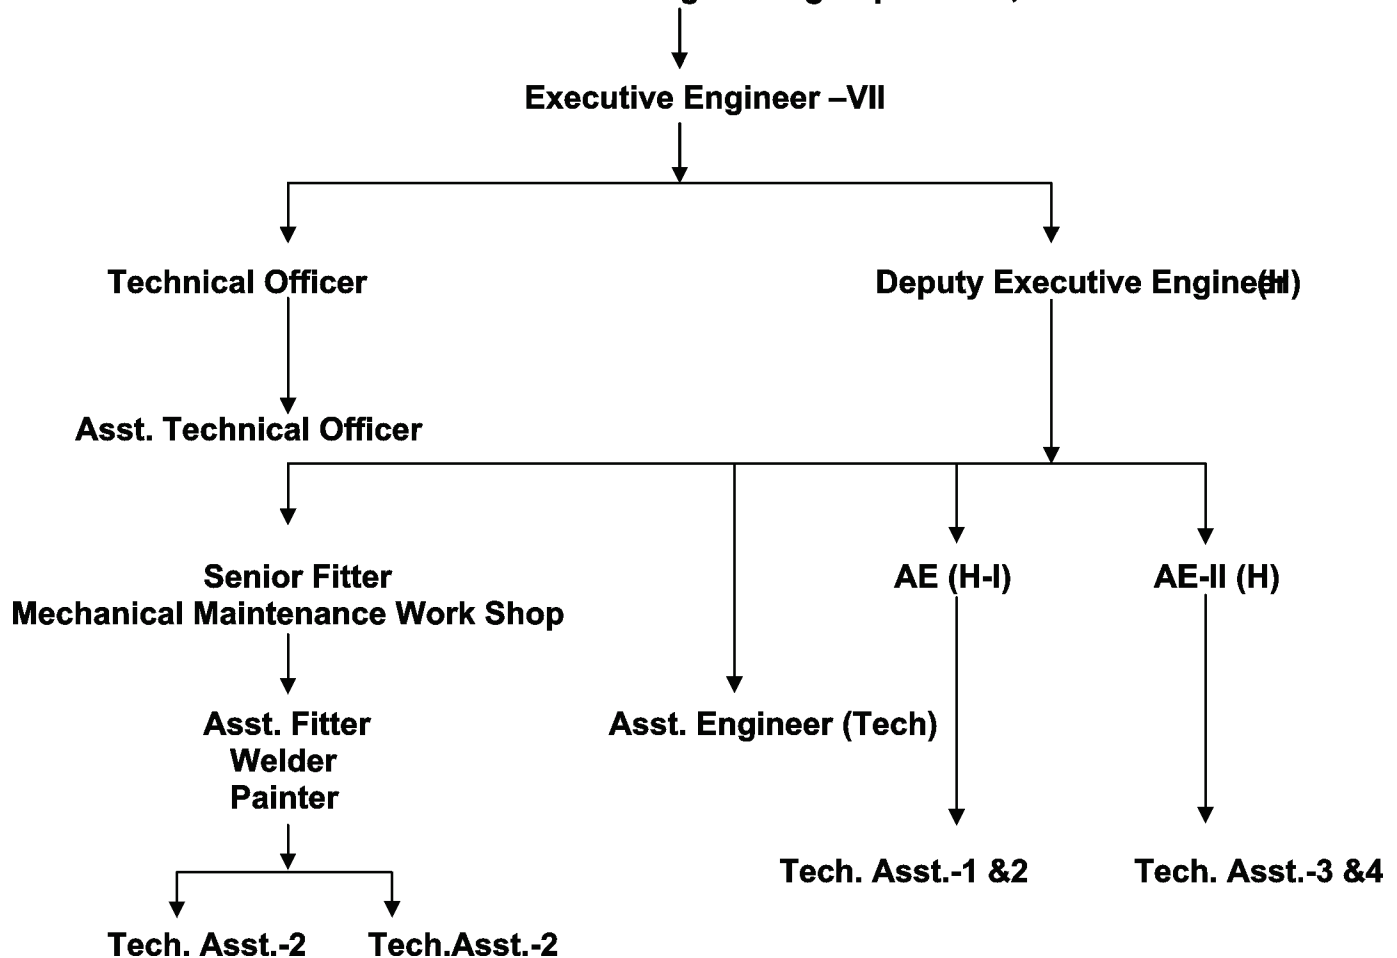 Executive Engineer –VII
Technical Officer
Deputy Executive Engineer (H)
Asst. Technical Officer
Senior Fitter
Mechanical Maintenance Work Shop
AE (H-I)
AE-II (H)
Asst. Fitter
Welder
Painter
Asst. Engineer (Tech)
Tech. Asst.-1 &2
Tech. Asst.-3 &4
Tech. Asst.-2
Tech.Asst.-2